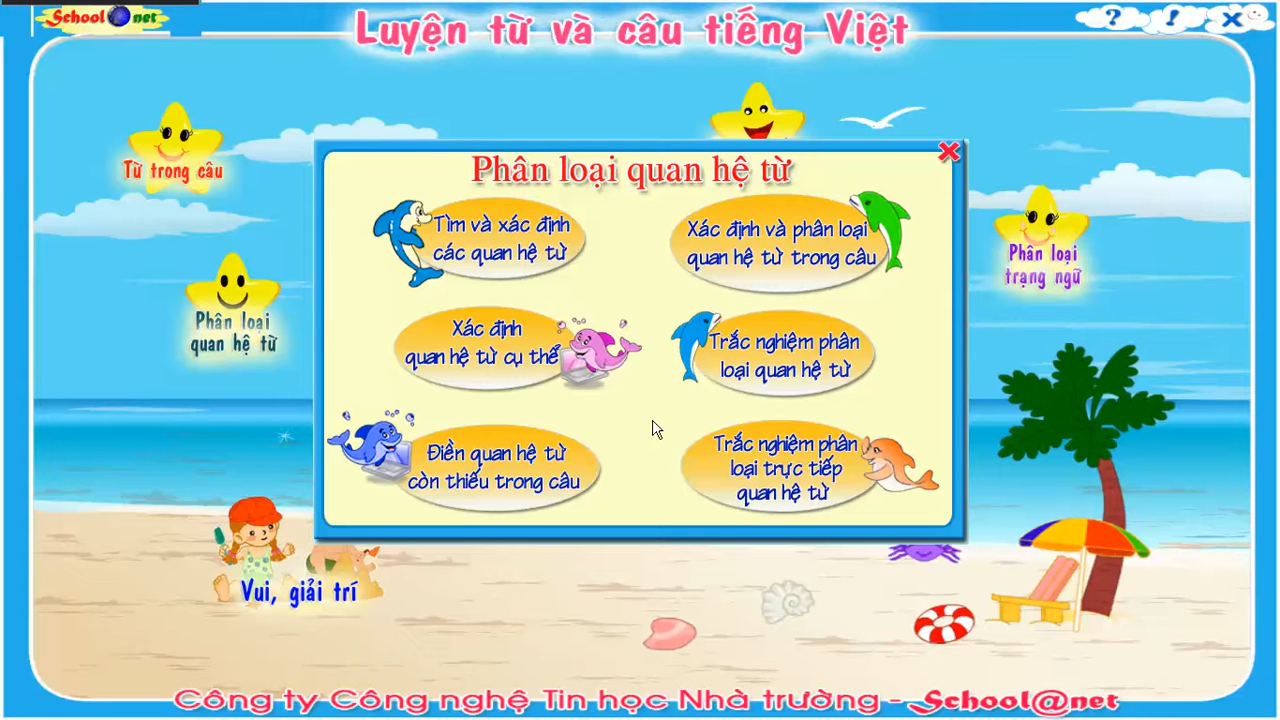 School@net
Luyện từ và câu tiếng Việt
? ! X
Từ trong câu
Phân loại quan hệ từ
Tìm và xác định
các quan hệ từ
Xác định và phân loại
quan hệ từ trong câu
Phân loại
trạng ngữ
Phân loại
quan hệ từ
Xác định
quan hệ từ cụ thể
Trắc nghiệm phân
loại quan hệ từ
Điền quan hệ từ
còn thiếu trong câu
Trắc nghiệm phân
loại trực tiếp
quan hệ từ
Vui, giải trí
Công ty Công nghệ Tin học Nhà trường - School@net